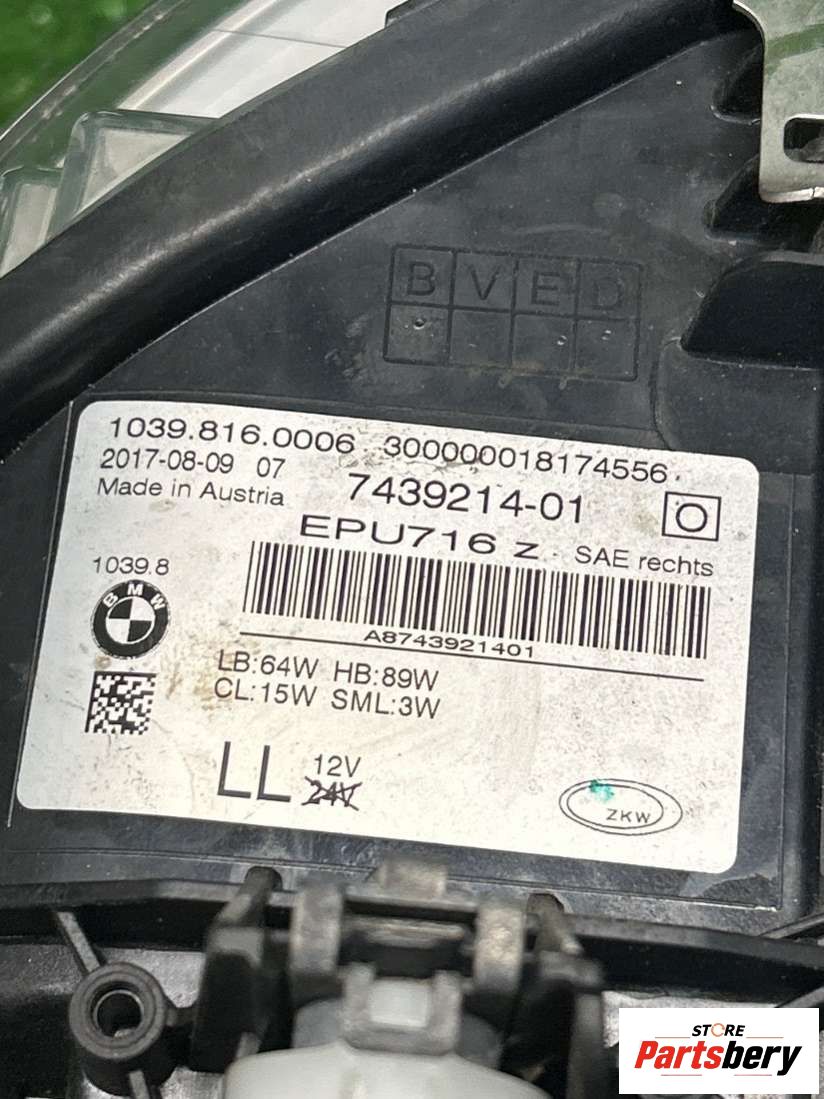 B V E D
1039.816.0006 300000018174556
2017-08-09 07
7439214-01
Made in Austria
EPU716 Z SAE rechts
1039.8
BMW
A8743921401
LB:64W HB:89W
CL:15W SML:3W
LL 12V
24V
ZKW
STORE
Partsbery